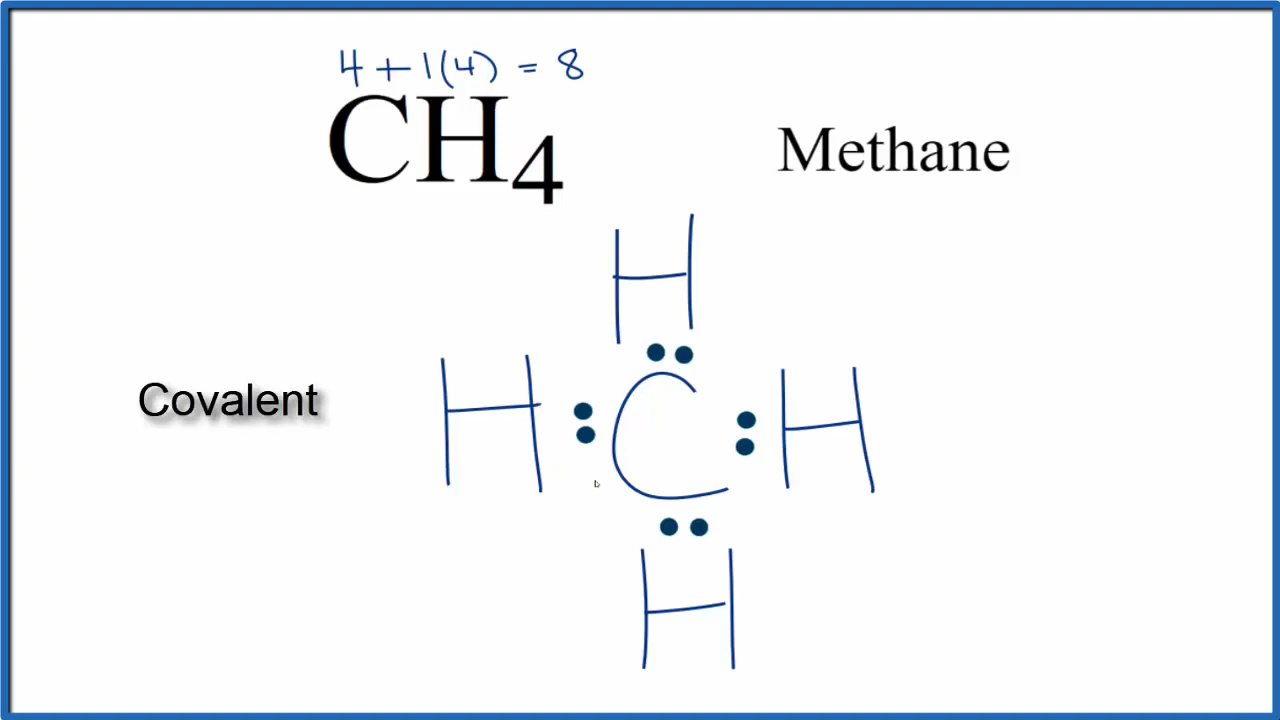 4 + 1(4) = 8
CH4
Methane
H
Covalent
H : C : H
H